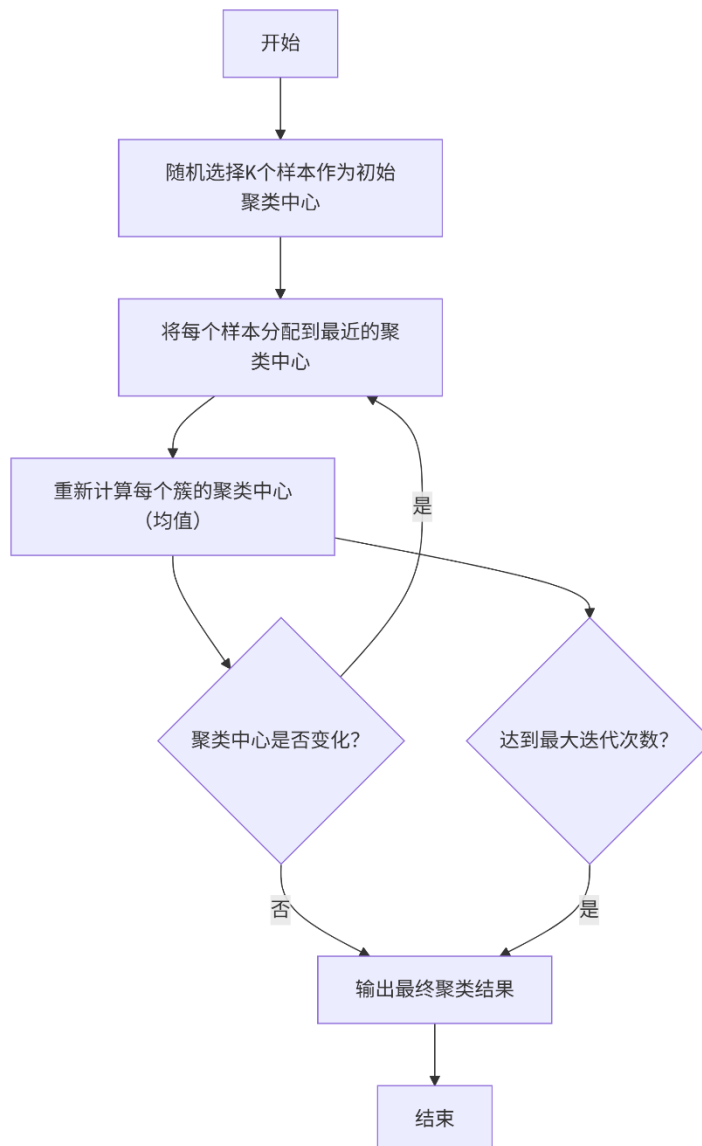 开始
随机选择K个样本作为初始
聚类中心
将每个样本分配到最近的聚
类中心
重新计算每个簇的聚类中心
（均值）
是
聚类中心是否变化？
达到最大迭代次数？
否
是
输出最终聚类结果
结束